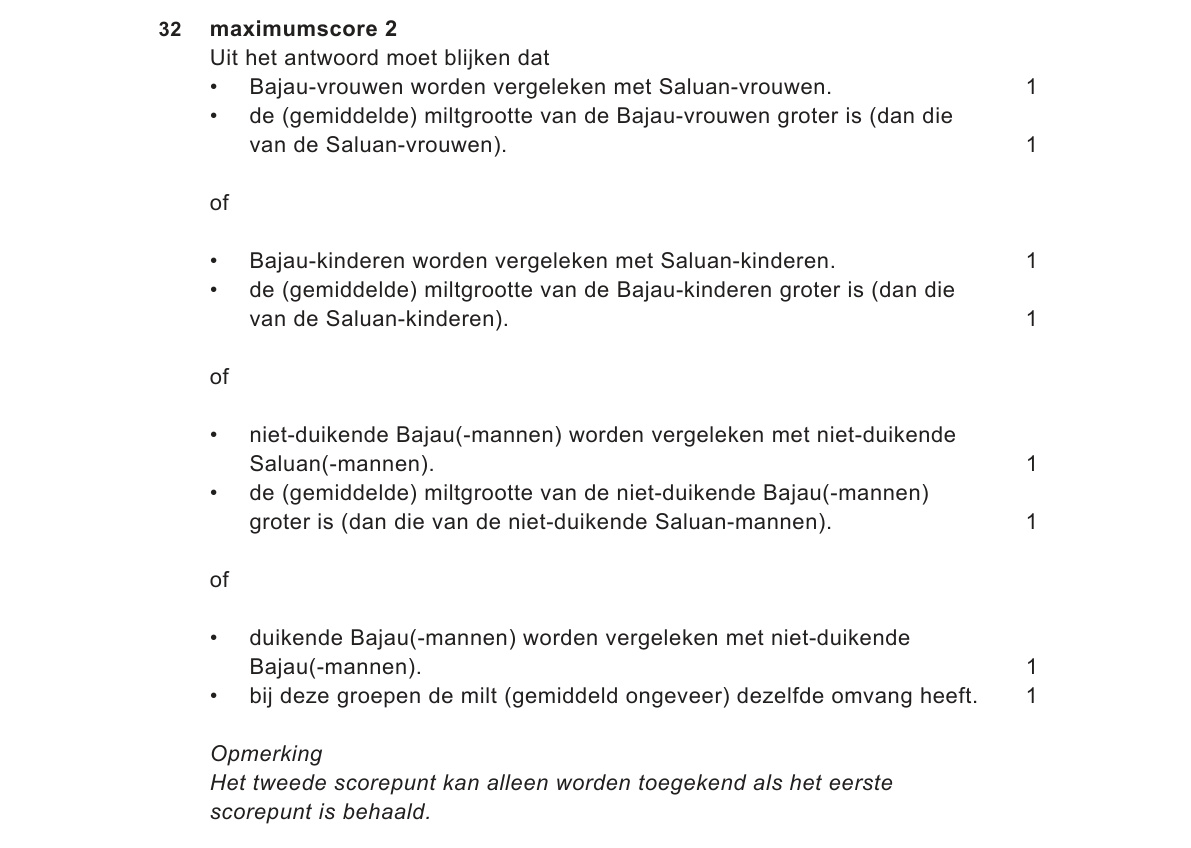 32 maximumscore 2
Uit het antwoord moet blijken dat
• Bajau-vrouwen worden vergeleken met Saluan-vrouwen. 1
• de (gemiddelde) miltgrootte van de Bajau-vrouwen groter is (dan die
van de Saluan-vrouwen). 1
of
• Bajau-kinderen worden vergeleken met Saluan-kinderen. 1
• de (gemiddelde) miltgrootte van de Bajau-kinderen groter is (dan die
van de Saluan-kinderen). 1
of
• niet-duikende Bajau(-mannen) worden vergeleken met niet-duikende
Saluan(-mannen). 1
• de (gemiddelde) miltgrootte van de niet-duikende Bajau(-mannen)
groter is (dan die van de niet-duikende Saluan-mannen). 1
of
• duikende Bajau(-mannen) worden vergeleken met niet-duikende
Bajau(-mannen). 1
• bij deze groepen de milt (gemiddeld ongeveer) dezelfde omvang heeft. 1
Opmerking
Het tweede scorepunt kan alleen worden toegekend als het eerste
scorepunt is behaald.